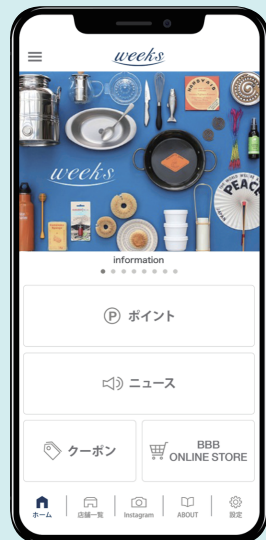 weeks
weeks
PEACE
information
P ポイント
ニュース
クーポン
BBB
ONLINE STORE
ホーム
店舗一覧
Instagram
ABOUT
設定